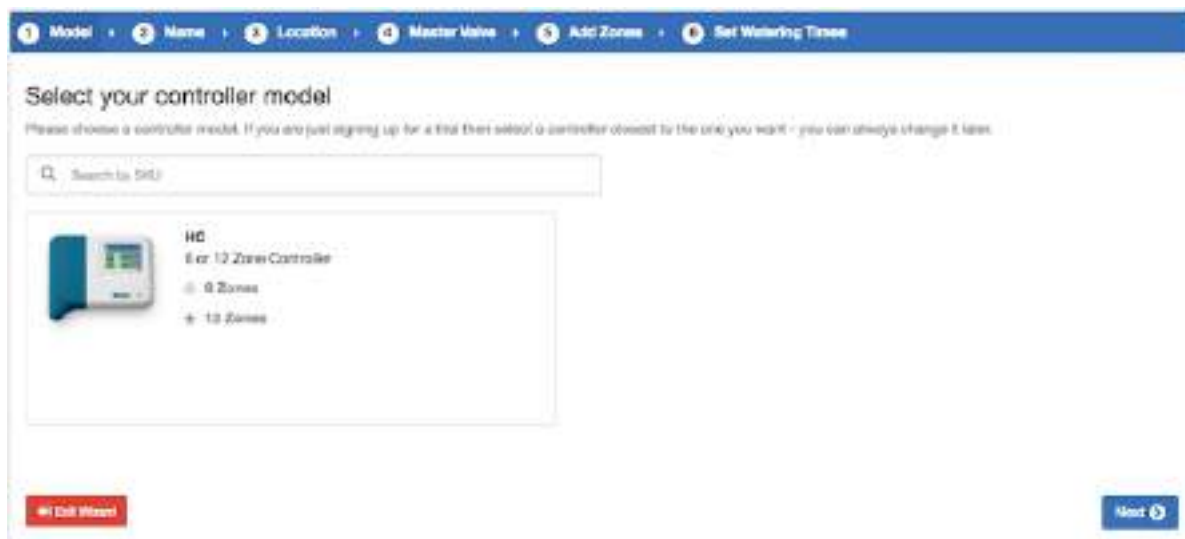 1 Model 2 Name 3 Location 4 Master Valve 5 Add Zones 6 Set Watering Times
Select your controller model
Please choose a controller model. If you are just signing up for a trial then select a controller closest to the one you want - you can always change it later.
Search by SKU
HC
6 or 12 Zone Controller
6 Zones
12 Zones
Exit Wizard
Next